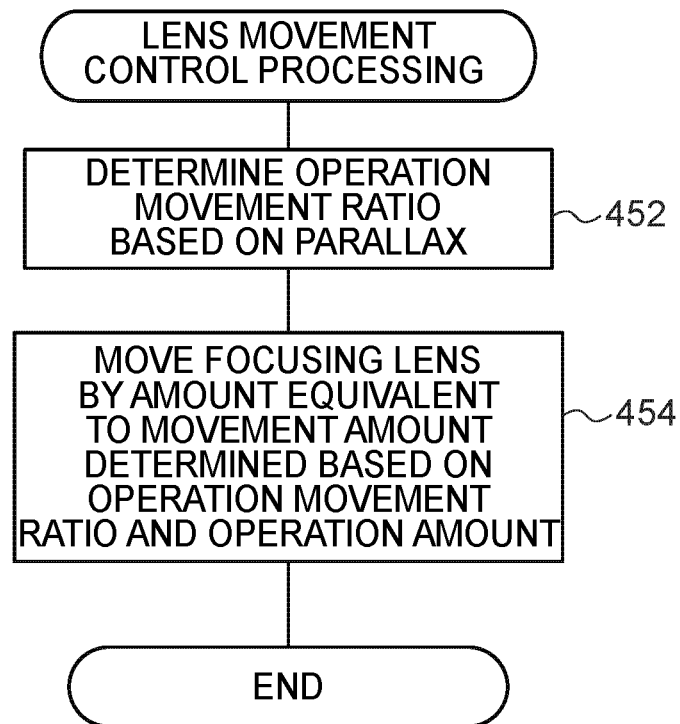 LENS MOVEMENT
CONTROL PROCESSING
DETERMINE OPERATION
MOVEMENT RATIO
BASED ON PARALLAX
452
MOVE FOCUSING LENS
BY AMOUNT EQUIVALENT
TO MOVEMENT AMOUNT
DETERMINED BASED ON
OPERATION MOVEMENT
RATIO AND OPERATION AMOUNT
454
END